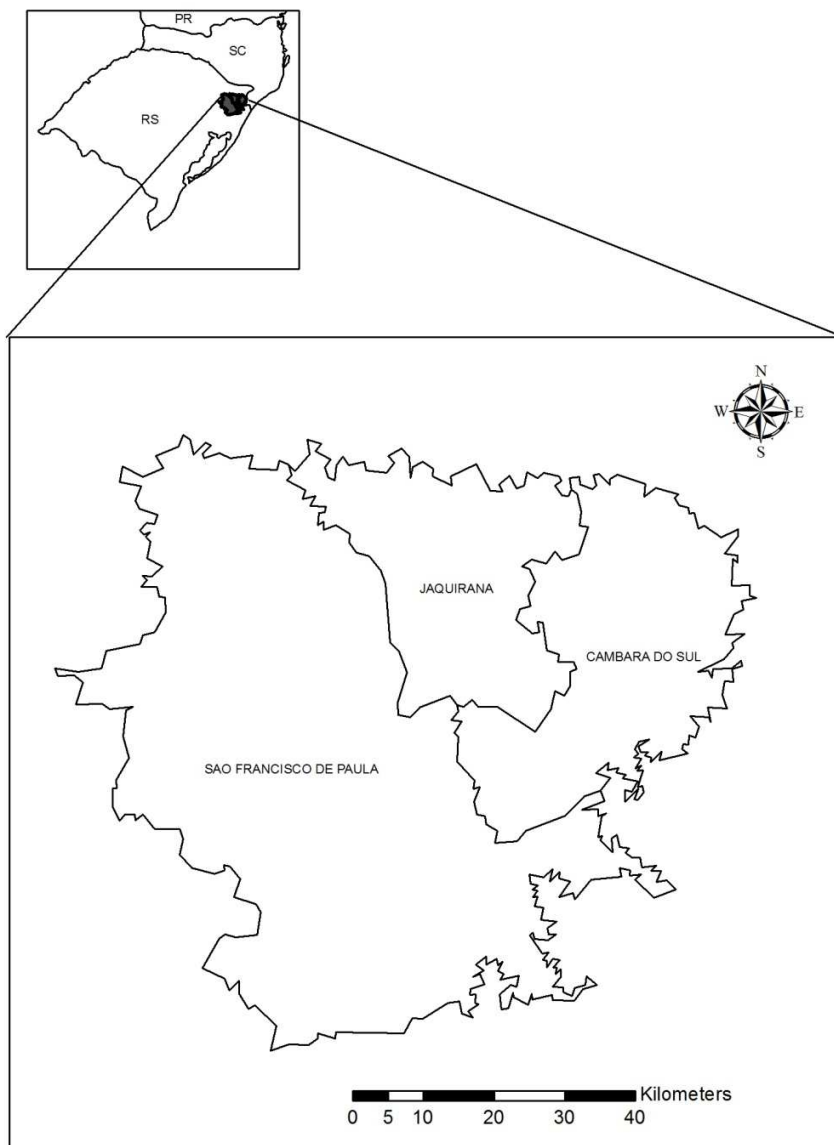 PR
SC
RS
N
W E
S
JAQUIRANA
CAMBARA DO SUL
SAO FRANCISCO DE PAULA
Kilometers
0 5 10 20 30 40